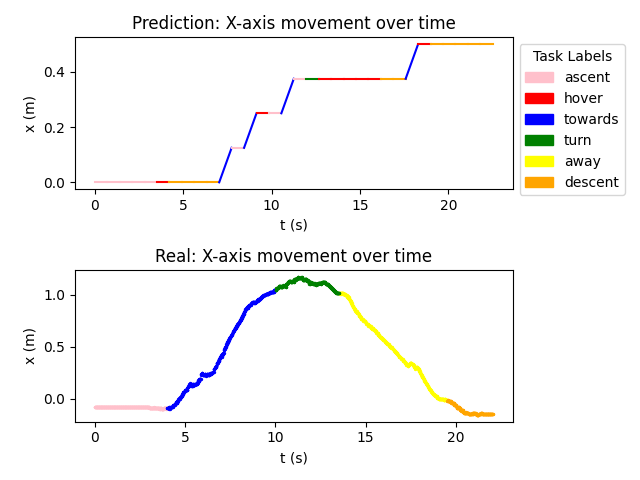 Prediction: X-axis movement over time
x (m)
0.4
0.2
0.0
0 5 10 15 20
t (s)
Task Labels
ascent
hover
towards
turn
away
descent
Real: X-axis movement over time
x (m)
1.0
0.5
0.0
0 5 10 15 20
t (s)